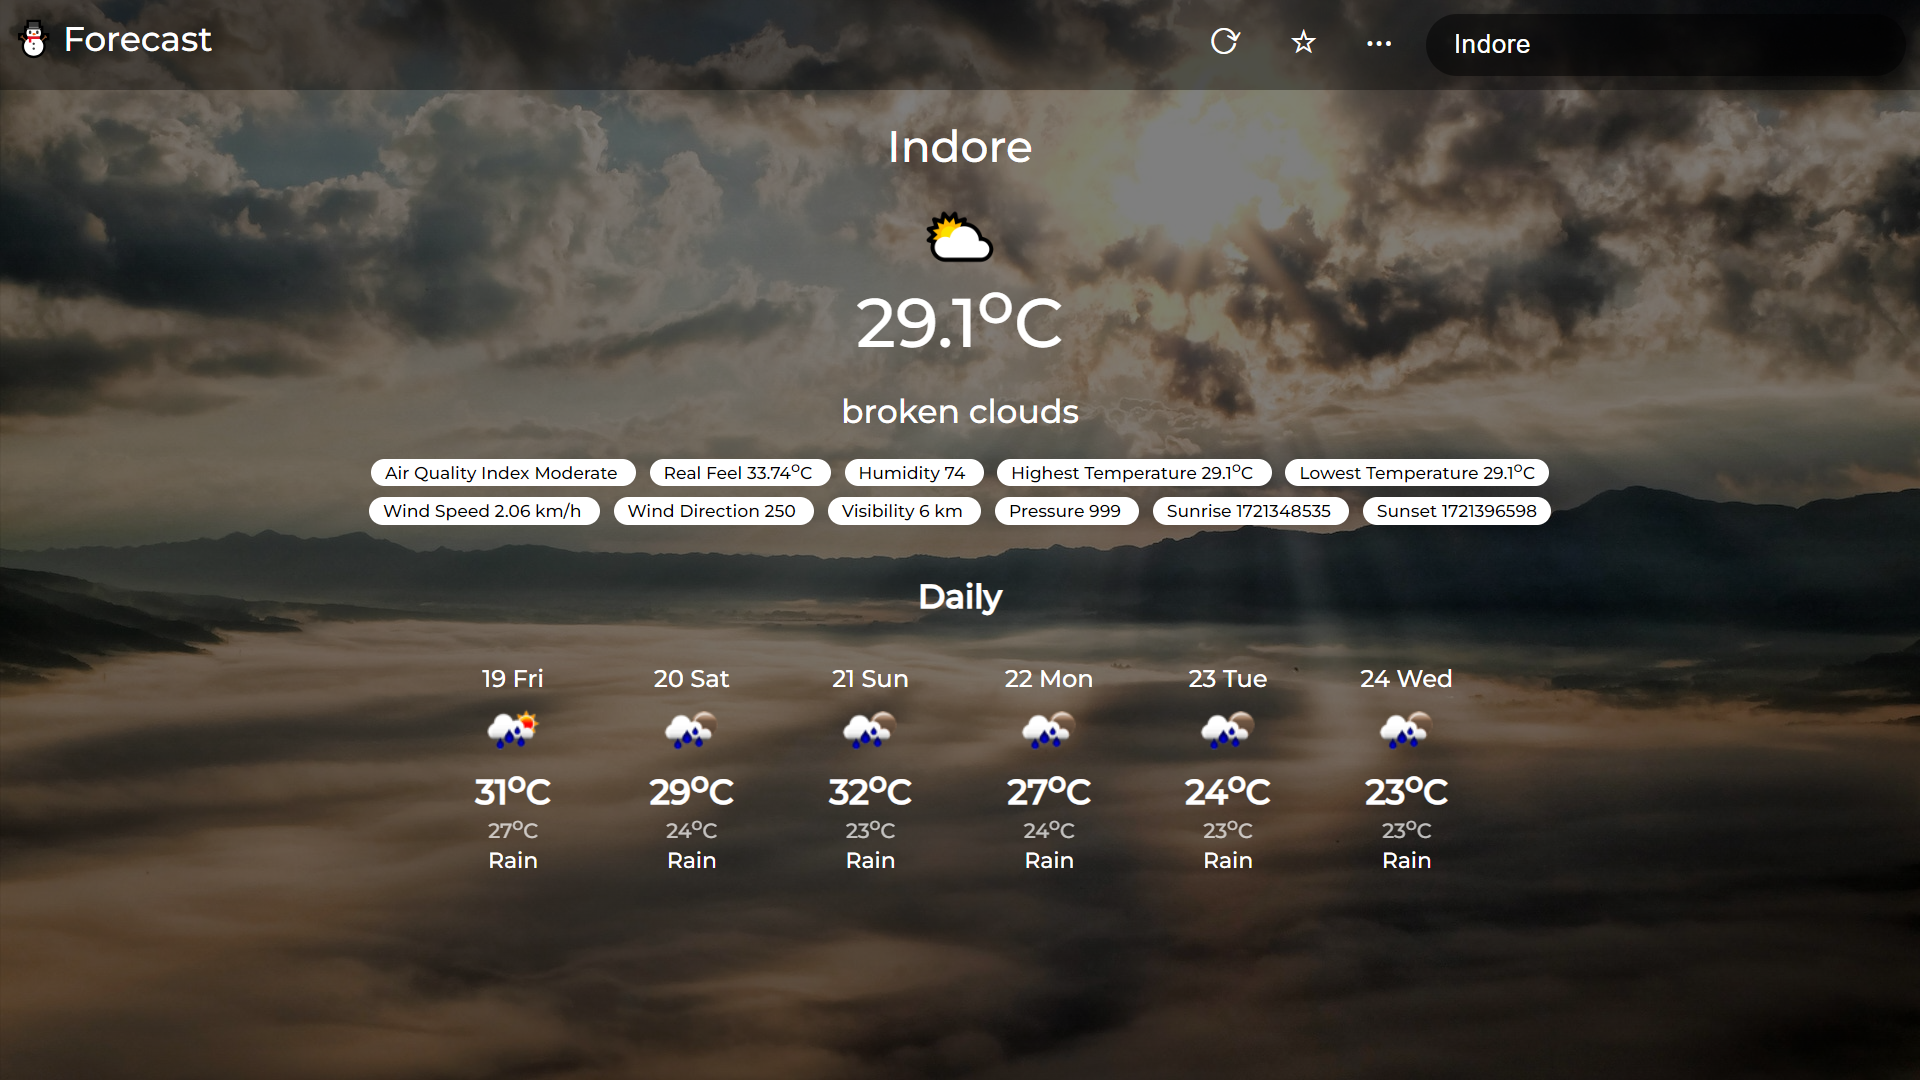 Forecast
Indore
Indore
29.1°C
broken clouds
Air Quality Index Moderate Real Feel 33.74°C Humidity 74 Highest Temperature 29.1°C Lowest Temperature 29.1°C
Wind Speed 2.06 km/h Wind Direction 250 Visibility 6 km Pressure 999 Sunrise 1721348535 Sunset 1721396598
Daily
19 Fri 20 Sat 21 Sun 22 Mon 23 Tue 24 Wed
31°C 29°C 32°C 27°C 24°C 23°C
27°C 24°C 23°C 24°C 23°C 23°C
Rain Rain Rain Rain Rain Rain